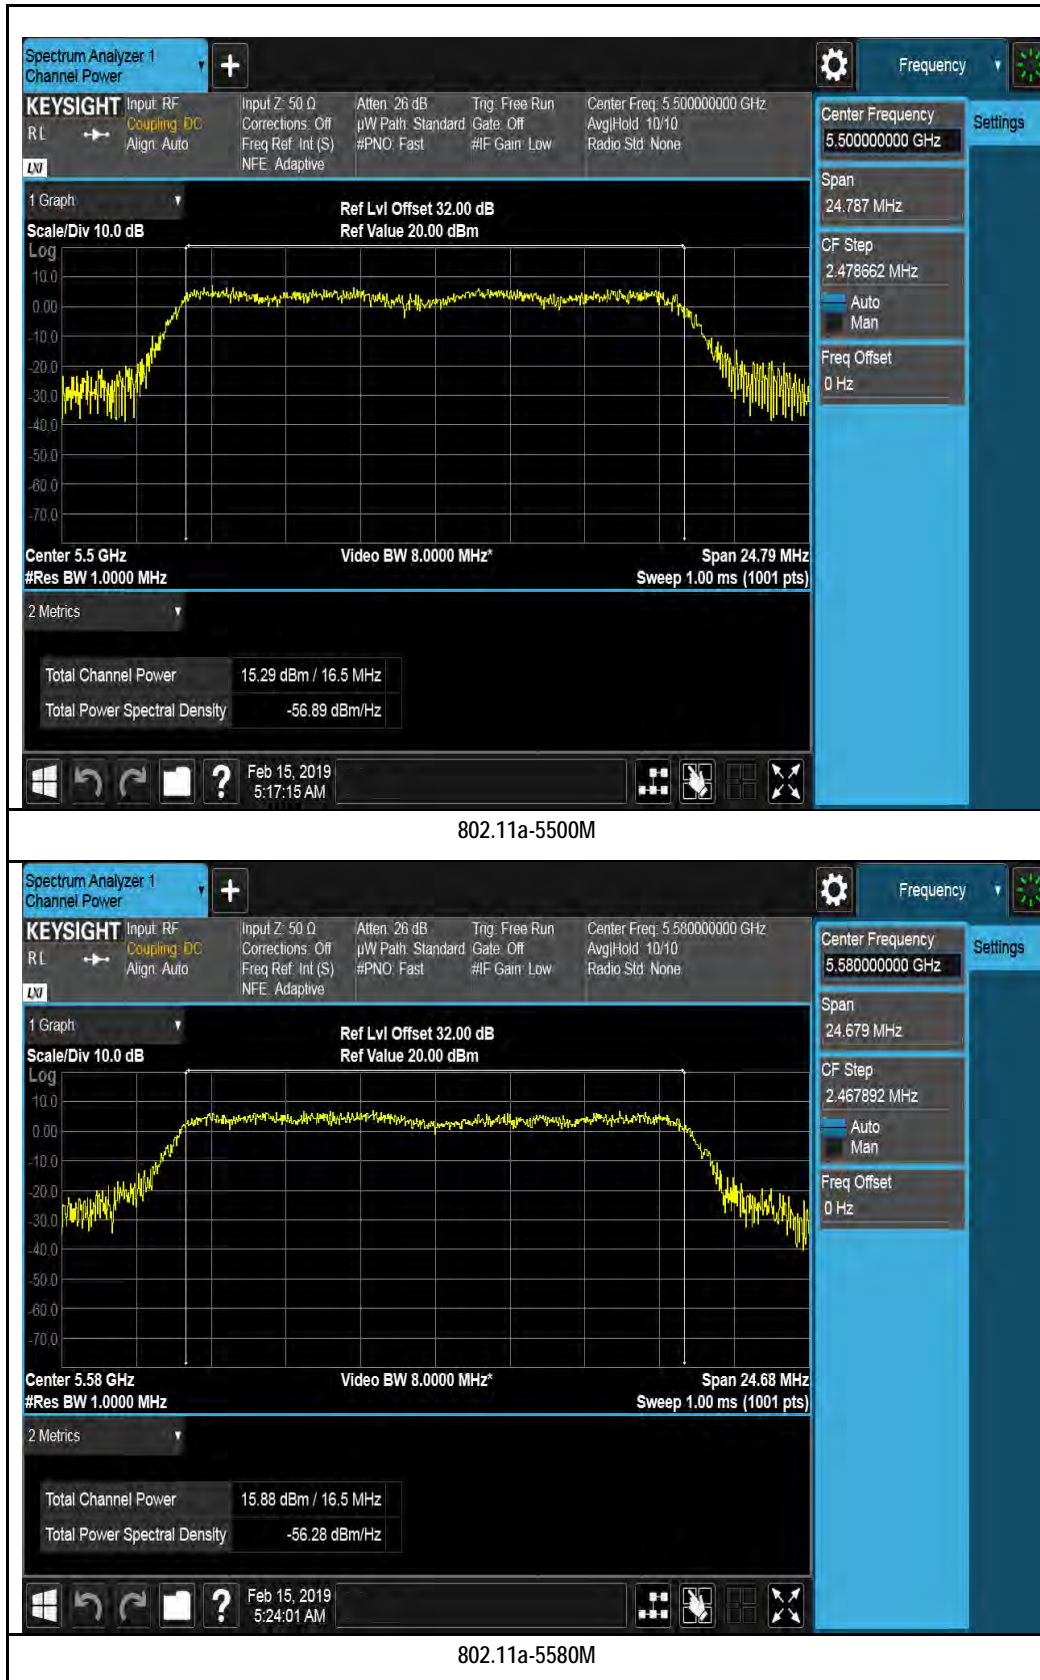 Spectrum Analyzer 1
Channel Power
Frequency
KEYSIGHT
Input: RF
Coupling: DC
Align: Auto
RL
LXI
Input Z: 50 Ω
Corrections: Off
Freq Ref: Int (S)
NFE: Adaptive
Atten: 26 dB
µW Path: Standard
#PNO: Fast
Trig: Free Run
Gate: Off
#IF Gain: Low
Center Freq: 5.500000000 GHz
Avg|Hold: 10/10
Radio Std: None
Center Frequency
5.500000000 GHz
Settings
Span
24.787 MHz
CF Step
2.478662 MHz
Auto
Man
Freq Offset
0 Hz
1 Graph
Scale/Div 10.0 dB
Ref Lvl Offset 32.00 dB
Ref Value 20.00 dBm
Log
10.0
0.00
-10.0
-20.0
-30.0
-40.0
-50.0
-60.0
-70.0
Center 5.5 GHz
Video BW 8.0000 MHz*
Span 24.79 MHz
#Res BW 1.0000 MHz
Sweep 1.00 ms (1001 pts)
2 Metrics
Total Channel Power 15.29 dBm / 16.5 MHz
Total Power Spectral Density -56.89 dBm/Hz
?
Feb 15, 2019
5:17:15 AM
802.11a-5500M
Spectrum Analyzer 1
Channel Power
Frequency
KEYSIGHT
Input: RF
Coupling: DC
Align: Auto
RL
LXI
Input Z: 50 Ω
Corrections: Off
Freq Ref: Int (S)
NFE: Adaptive
Atten: 26 dB
µW Path: Standard
#PNO: Fast
Trig: Free Run
Gate: Off
#IF Gain: Low
Center Freq: 5.580000000 GHz
Avg|Hold: 10/10
Radio Std: None
Center Frequency
5.580000000 GHz
Settings
Span
24.679 MHz
CF Step
2.467892 MHz
Auto
Man
Freq Offset
0 Hz
1 Graph
Scale/Div 10.0 dB
Ref Lvl Offset 32.00 dB
Ref Value 20.00 dBm
Log
10.0
0.00
-10.0
-20.0
-30.0
-40.0
-50.0
-60.0
-70.0
Center 5.58 GHz
Video BW 8.0000 MHz*
Span 24.68 MHz
#Res BW 1.0000 MHz
Sweep 1.00 ms (1001 pts)
2 Metrics
Total Channel Power 15.88 dBm / 16.5 MHz
Total Power Spectral Density -56.28 dBm/Hz
?
Feb 15, 2019
5:24:01 AM
802.11a-5580M